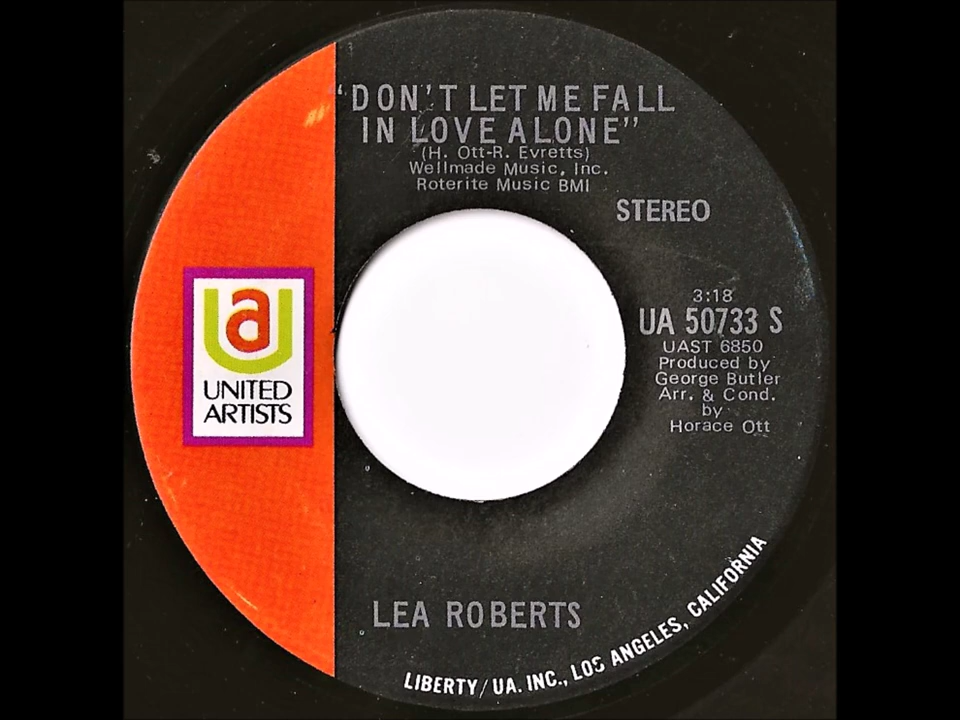 "DON'T LET ME FALL
IN LOVE ALONE"
(H. Ott-R. Evretts)
Wellmade Music, Inc.
Roterite Music BMI
STEREO
3:18
UA 50733 S
UAST 6850
Produced by
George Butler
Arr. & Cond.
by
Horace Ott
ua
UNITED
ARTISTS
LEA ROBERTS
LIBERTY/UA. INC., LOS ANGELES, CALIFORNIA